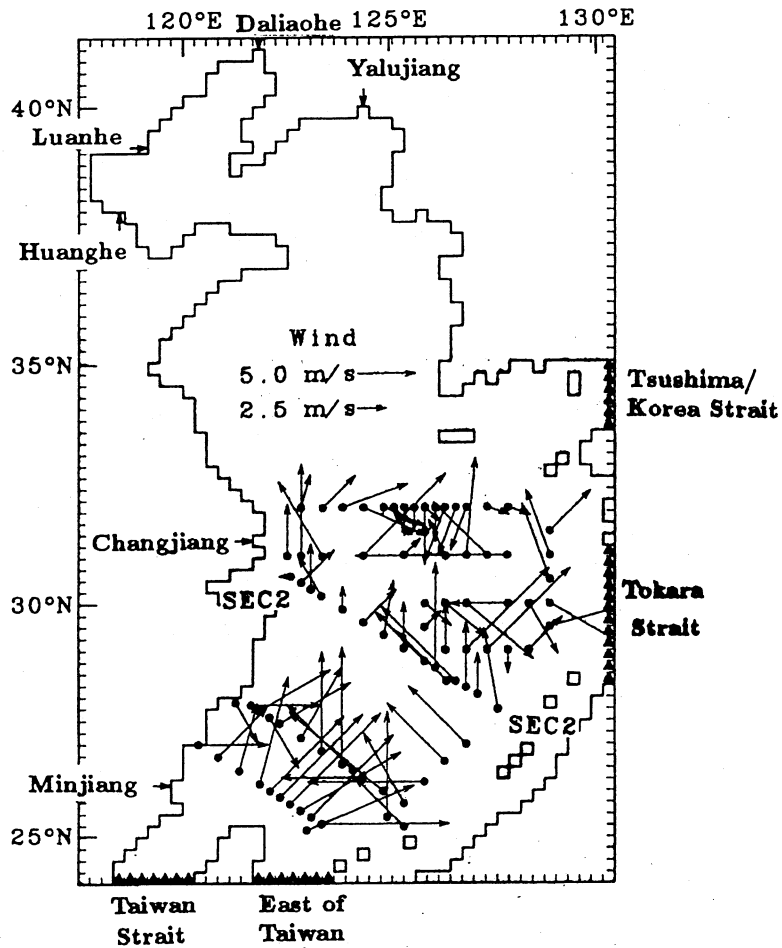 120°E 125°E 130°E
Daliaohe
Yalujiang
40°N
Luanhe
Huanghe
Wind
5.0 m/s
2.5 m/s
35°N
Tsushima/
Korea Strait
Changjiang
30°N
SEC2
Tokara
Strait
SEC2
Minjiang
25°N
Taiwan
Strait
East of
Taiwan